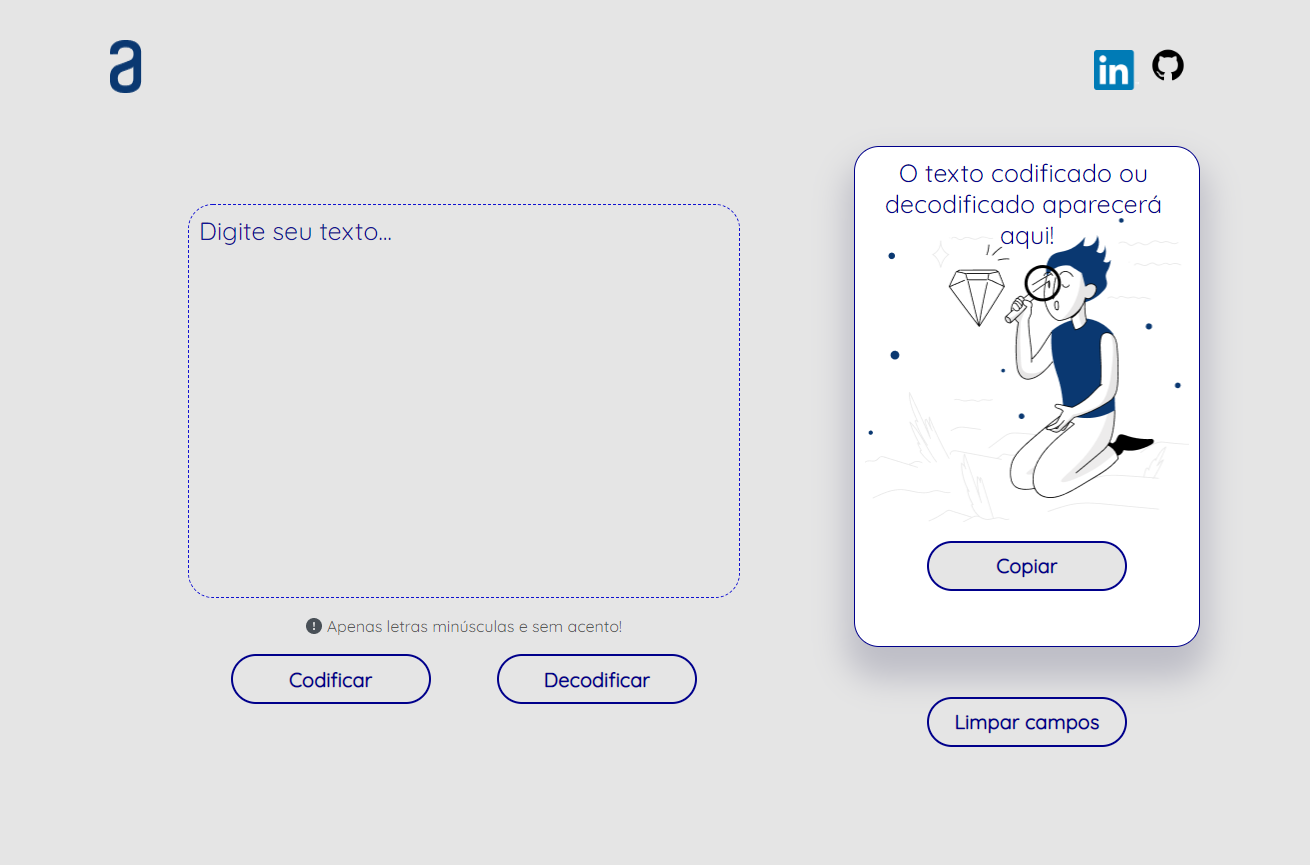 a
in
Digite seu texto...
! Apenas letras minúsculas e sem acento!
Codificar
Decodificar
O texto codificado ou
decodificado aparecerá
aqui!
Copiar
Limpar campos